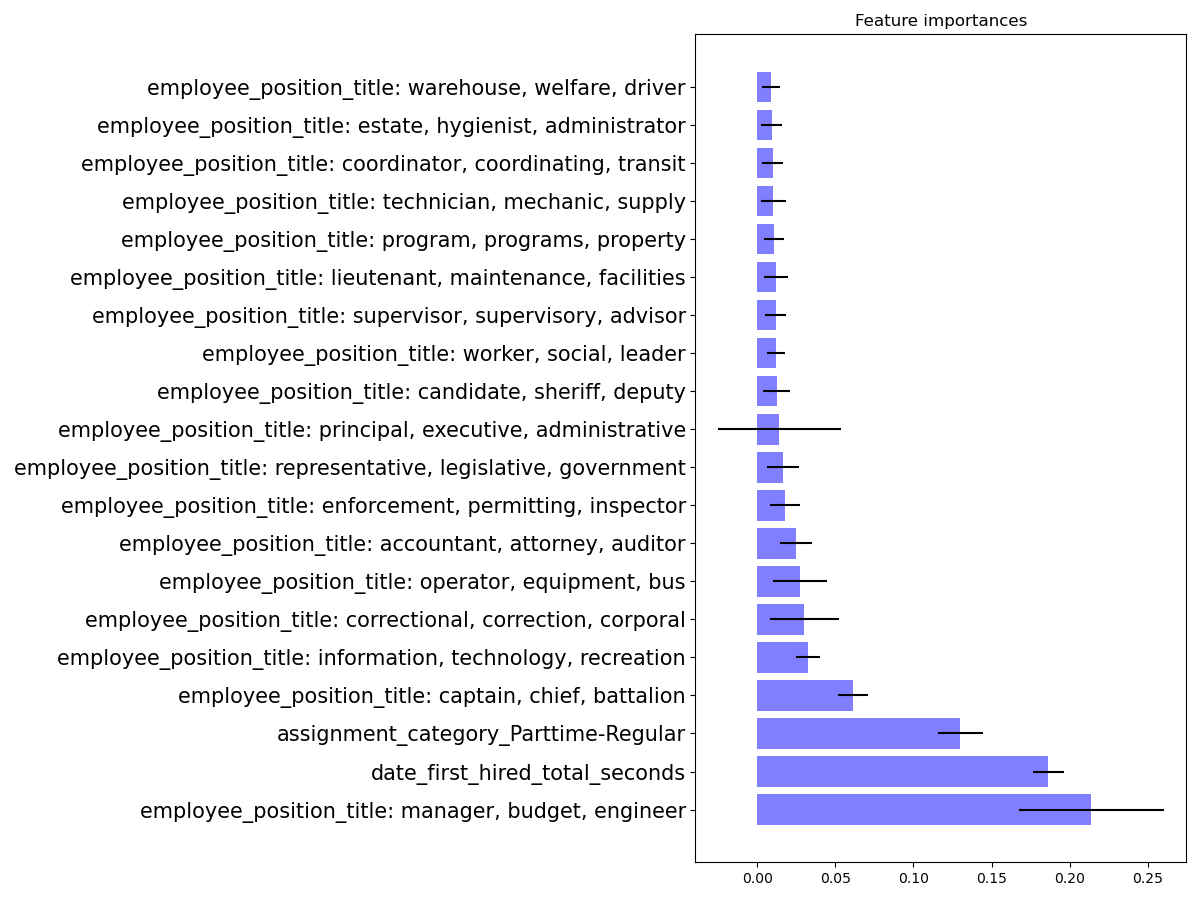 Feature importances
employee_position_title: warehouse, welfare, driver
employee_position_title: estate, hygienist, administrator
employee_position_title: coordinator, coordinating, transit
employee_position_title: technician, mechanic, supply
employee_position_title: program, programs, property
employee_position_title: lieutenant, maintenance, facilities
employee_position_title: supervisor, supervisory, advisor
employee_position_title: worker, social, leader
employee_position_title: candidate, sheriff, deputy
employee_position_title: principal, executive, administrative
employee_position_title: representative, legislative, government
employee_position_title: enforcement, permitting, inspector
employee_position_title: accountant, attorney, auditor
employee_position_title: operator, equipment, bus
employee_position_title: correctional, correction, corporal
employee_position_title: information, technology, recreation
employee_position_title: captain, chief, battalion
assignment_category_Parttime-Regular
date_first_hired_total_seconds
employee_position_title: manager, budget, engineer
0.00 0.05 0.10 0.15 0.20 0.25